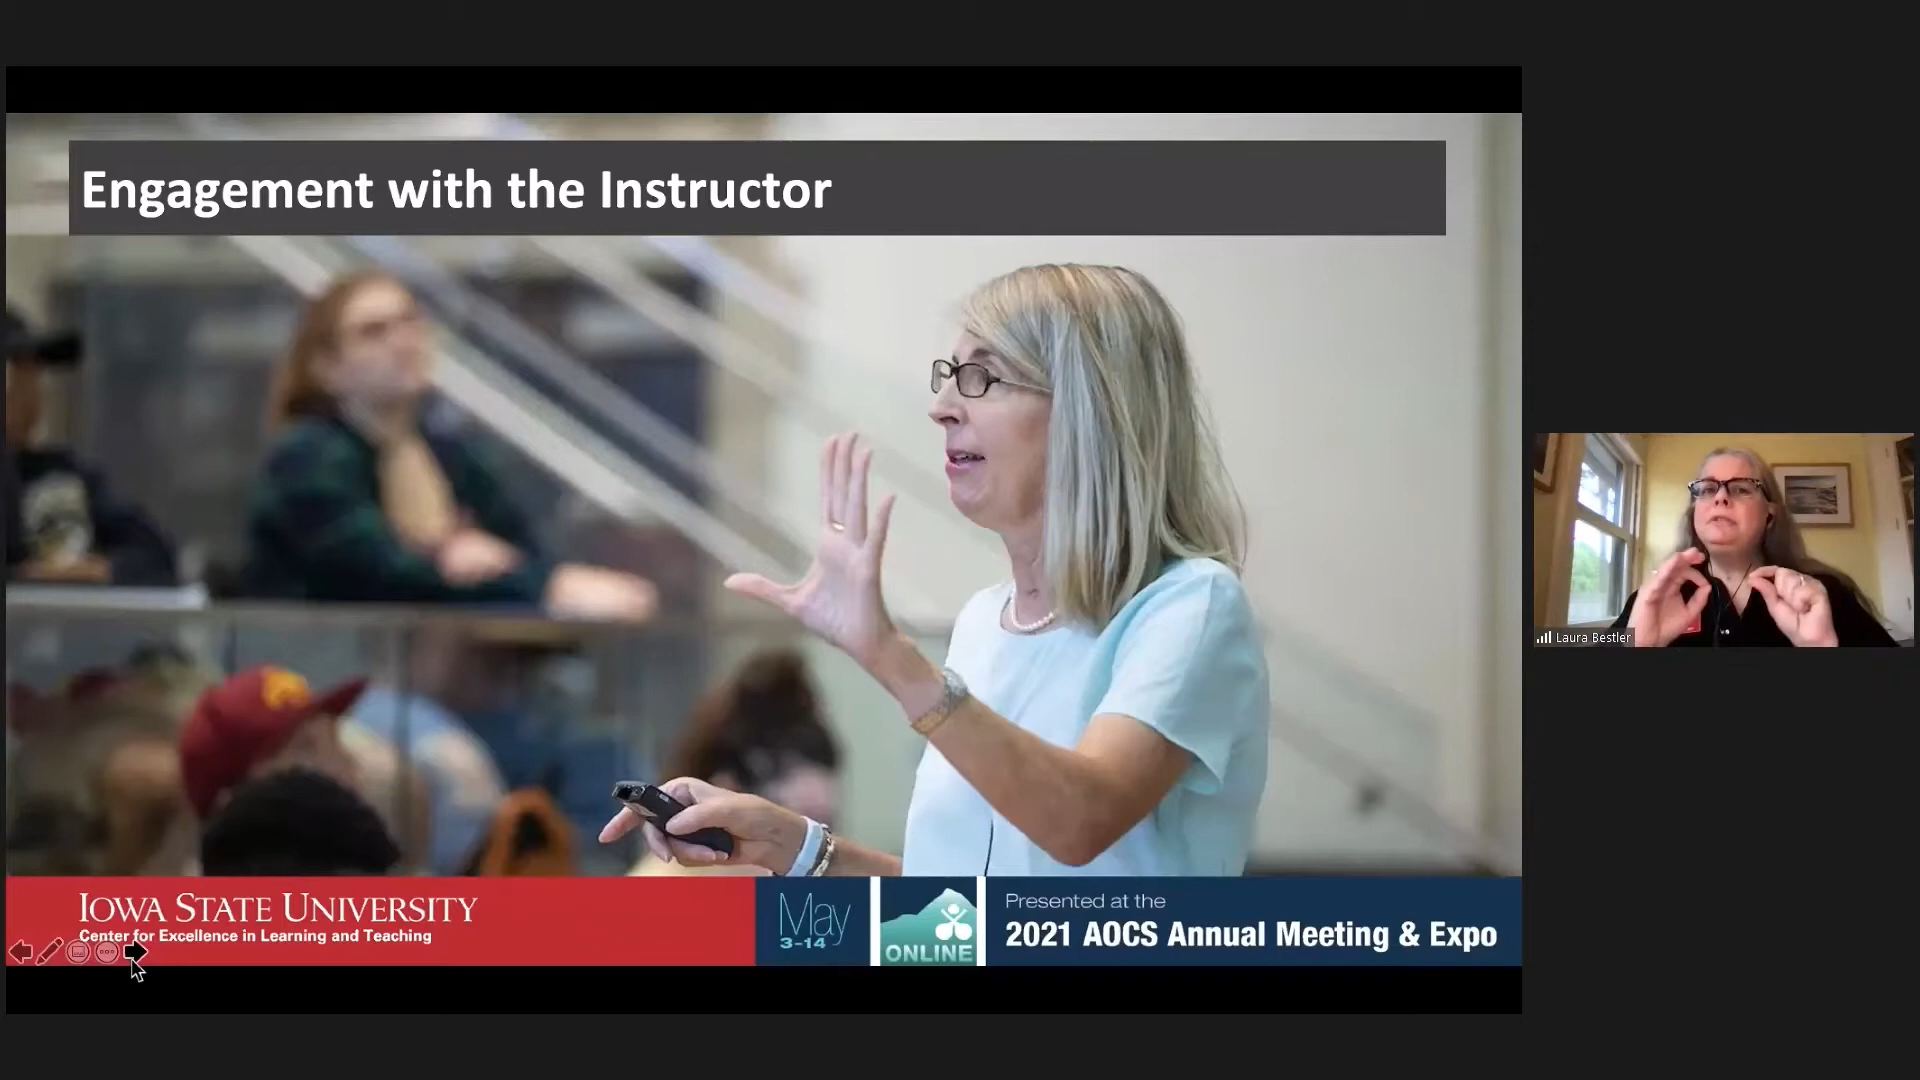 Engagement with the Instructor
Laura Bestler
IOWA STATE UNIVERSITY
Center for Excellence in Learning and Teaching
May
3-14
ONLINE
Presented at the
2021 AOCS Annual Meeting & Expo